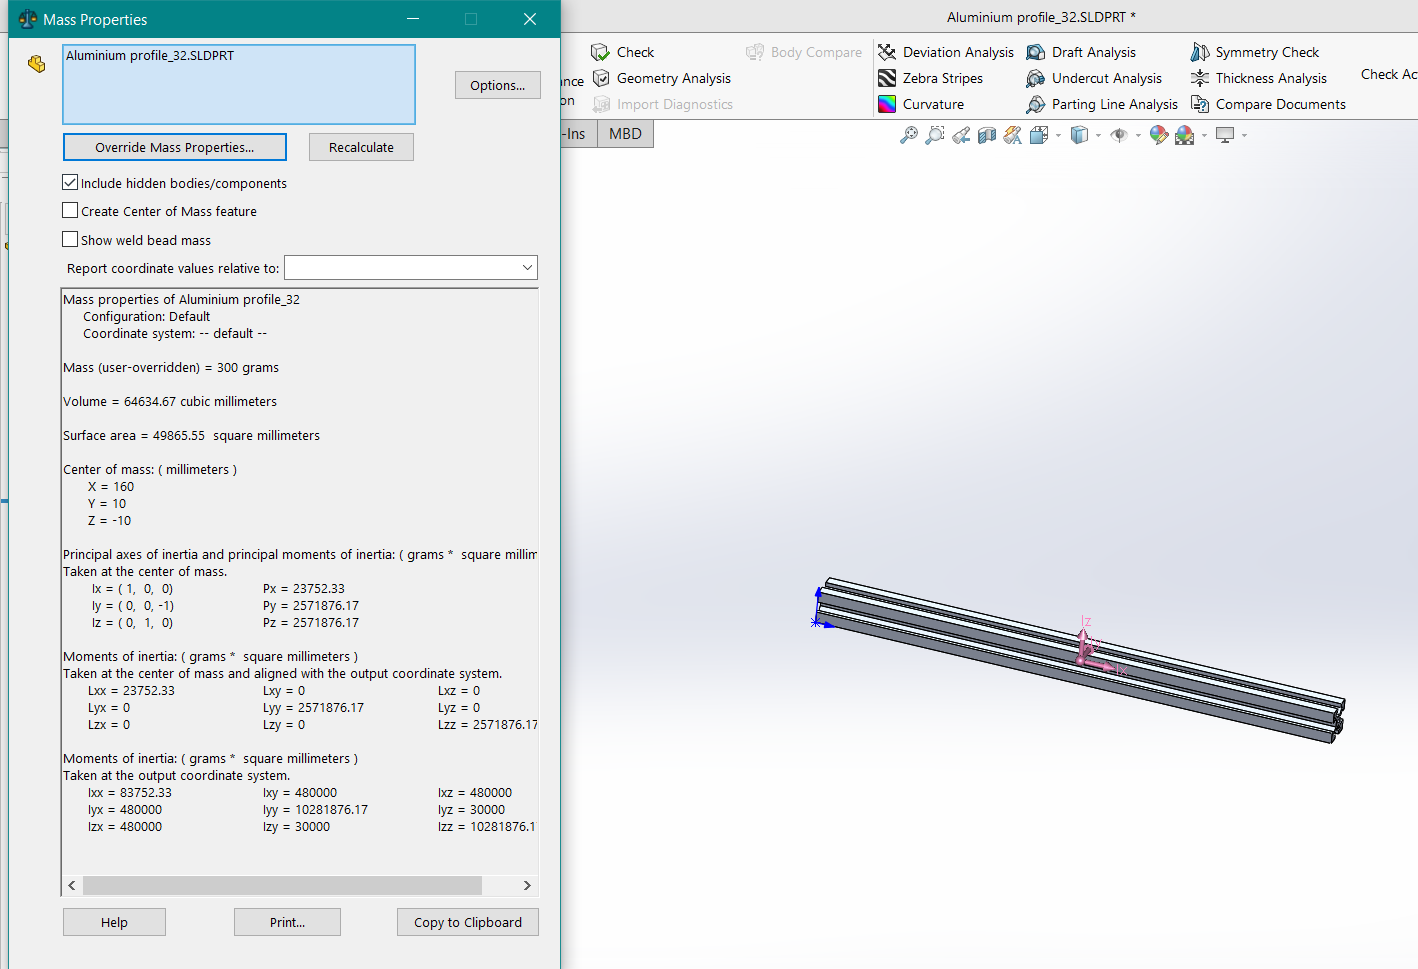 Mass Properties
Aluminium profile_32.SLDPRT *
Aluminium profile_32.SLDPRT
Options...
Override Mass Properties...
Recalculate
Include hidden bodies/components
Create Center of Mass feature
Show weld bead mass
Report coordinate values relative to:
Mass properties of Aluminium profile_32
Configuration: Default
Coordinate system: -- default --
Mass (user-overridden) = 300 grams
Volume = 64634.67 cubic millimeters
Surface area = 49865.55  square millimeters
Center of mass: ( millimeters )
X = 160
Y = 10
Z = -10
Principal axes of inertia and principal moments of inertia: ( grams *  square millim
Taken at the center of mass.
Ix = ( 1,  0,  0) Px = 23752.33
Iy = ( 0,  0, -1) Py = 2571876.17
Iz = ( 0,  1,  0) Pz = 2571876.17
Moments of inertia: ( grams *  square millimeters )
Taken at the center of mass and aligned with the output coordinate system.
Lxx = 23752.33 Lxy = 0 Lxz = 0
Lyx = 0 Lyy = 2571876.17 Lyz = 0
Lzx = 0 Lzy = 0 Lzz = 2571876.17
Moments of inertia: ( grams *  square millimeters )
Taken at the output coordinate system.
Ixx = 83752.33 Ixy = 480000 Ixz = 480000
Iyx = 480000 Iyy = 10281876.17 Iyz = 30000
Izx = 480000 Izy = 30000 Izz = 10281876.1
Help
Print...
Copy to Clipboard
ance
on
Check
Geometry Analysis
Import Diagnostics
Body Compare
Deviation Analysis
Zebra Stripes
Curvature
Draft Analysis
Undercut Analysis
Parting Line Analysis
Symmetry Check
Thickness Analysis
Compare Documents
Check Ac
-Ins
MBD
Iz